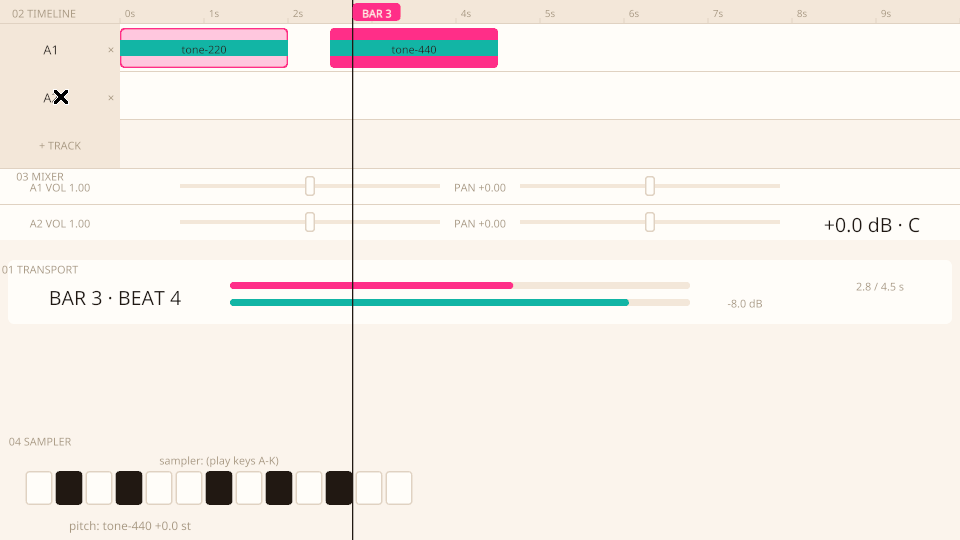 02 TIMELINE 0s 1s 2s BAR 3 4s 5s 6s 7s 8s 9s
A1 × tone-220 tone-440
×
+ TRACK
03 MIXER
A1 VOL 1.00 PAN +0.00
A2 VOL 1.00 PAN +0.00 +0.0 dB · C
01 TRANSPORT
2.8 / 4.5 s
BAR 3 · BEAT 4
-8.0 dB
04 SAMPLER
sampler: (play keys A-K)
pitch: tone-440 +0.0 st